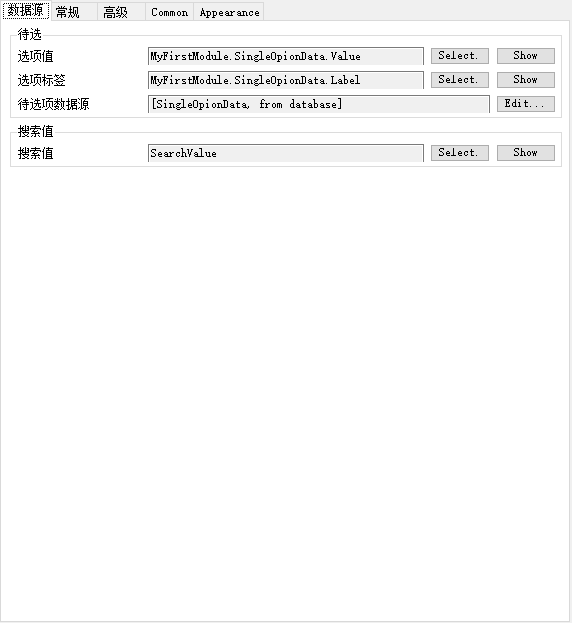 数据源 常规 高级 Common Appearance
待选
选项值 MyFirstModule.SingleOpionData.Value Select. Show
选项标签 MyFirstModule.SingleOpionData.Label Select. Show
待选项数据源 [SingleOpionData, from database] Edit...
搜索值
搜索值 SearchValue Select. Show